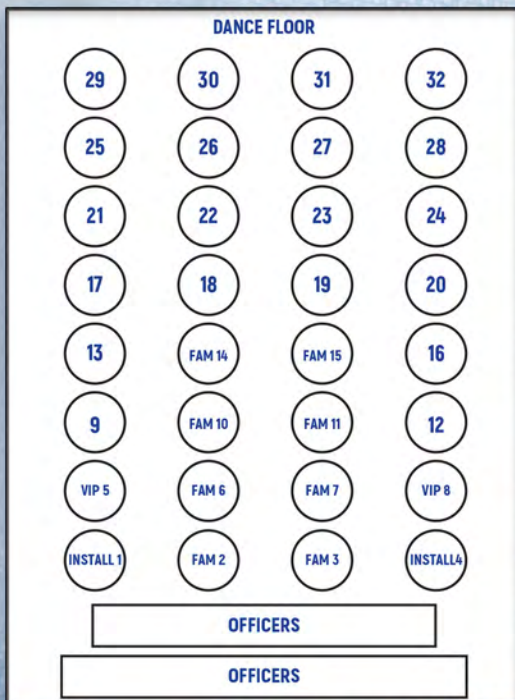 DANCE FLOOR
29 30 31 32
25 26 27 28
21 22 23 24
17 18 19 20
13 FAM 14 FAM 15 16
9 FAM 10 FAM 11 12
VIP 5 FAM 6 FAM 7 VIP 8
INSTALL 1 FAM 2 FAM 3 INSTALL4
OFFICERS
OFFICERS